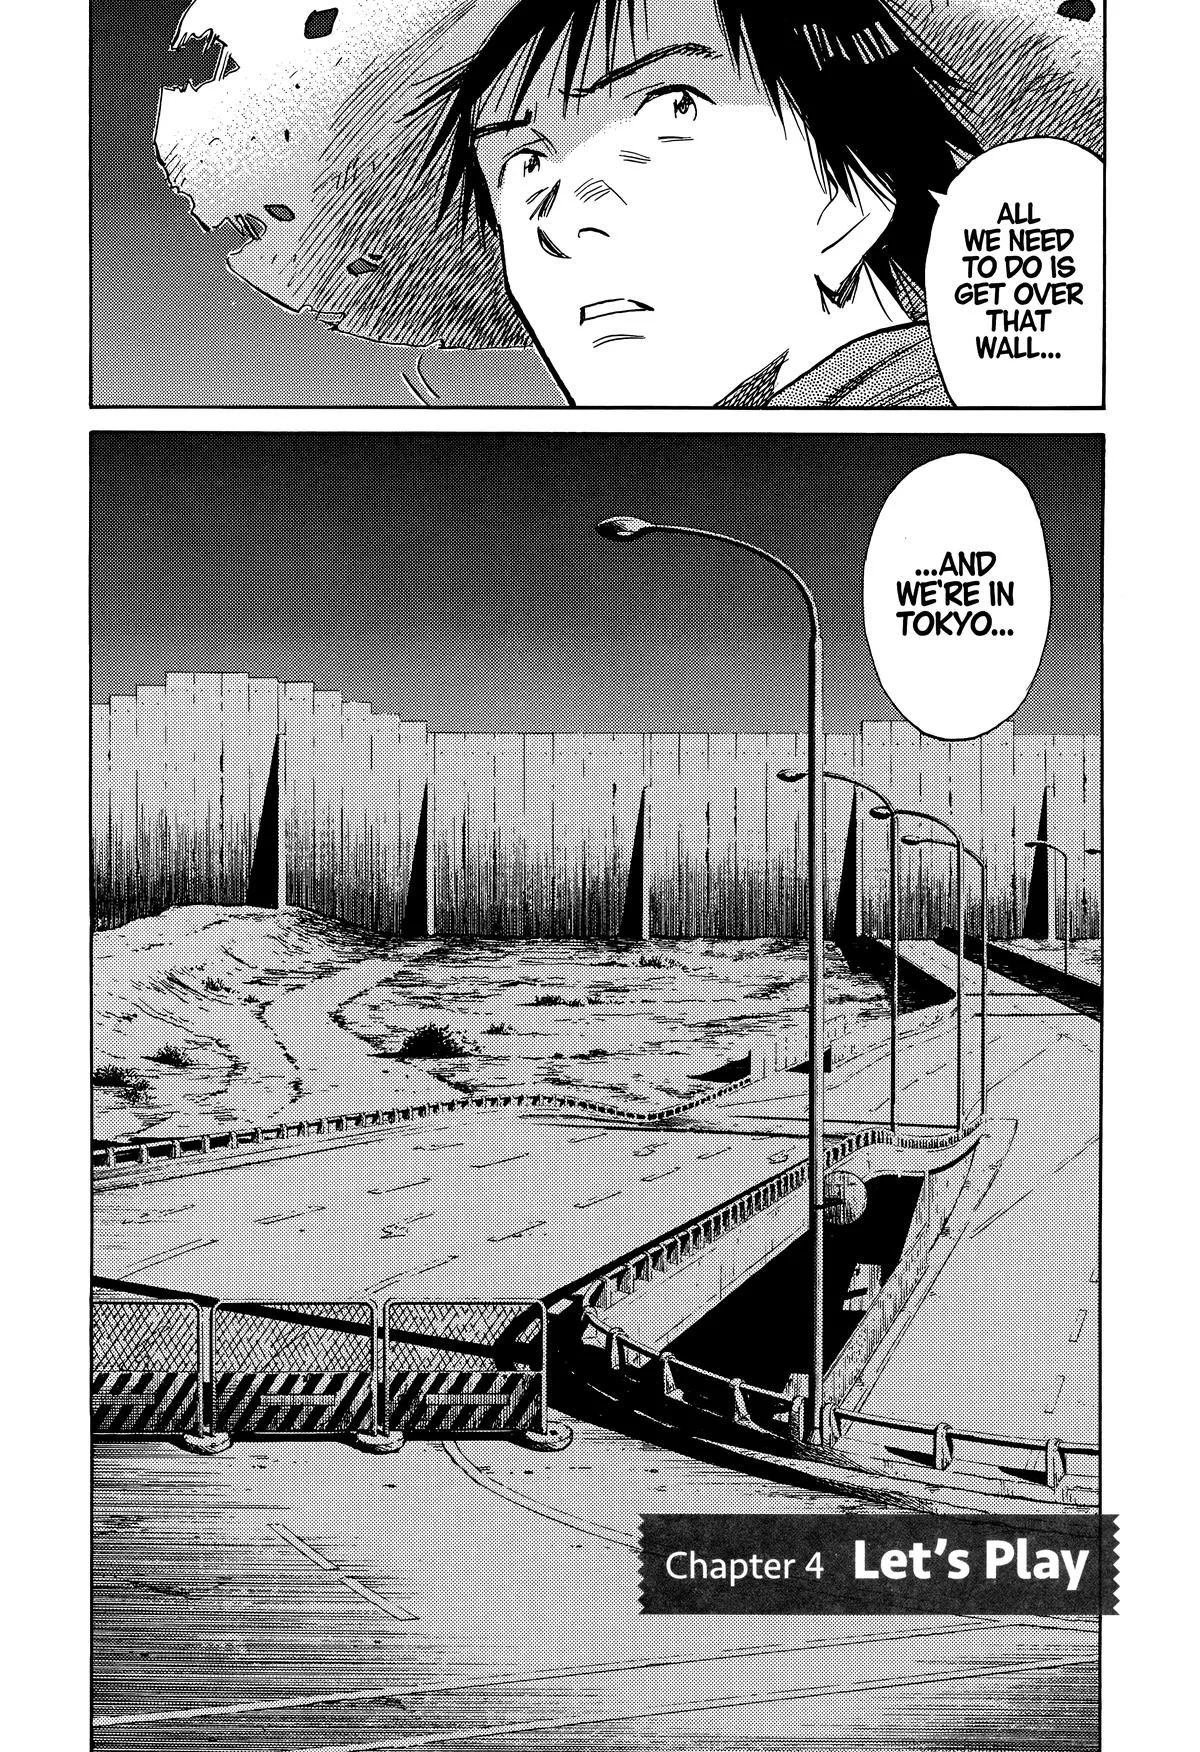 ALL
WE NEED
TO DO IS
GET OVER
THAT
WALL...
...AND
WE'RE IN
TOKYO...
Chapter 4 Let's Play